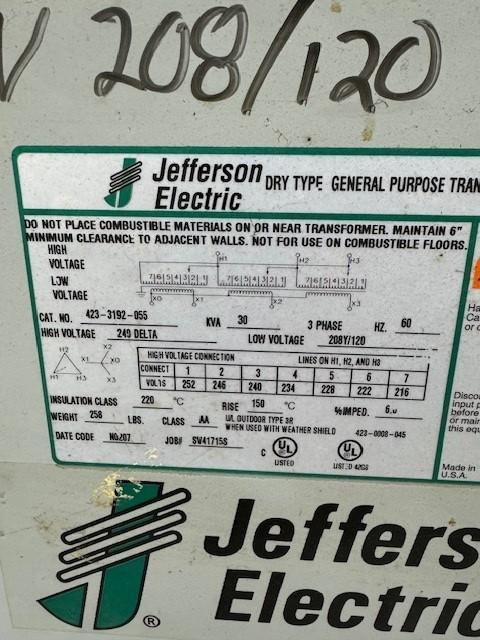 V 208/120
Jefferson
Electric
DRY TYPE GENERAL PURPOSE TRAN
DO NOT PLACE COMBUSTIBLE MATERIALS ON OR NEAR TRANSFORMER. MAINTAIN 6"
MINIMUM CLEARANCE TO ADJACENT WALLS. NOT FOR USE ON COMBUSTIBLE FLOORS.
HIGH
VOLTAGE
H1 H2 H3
7 6 5 4 3 2 1 7 6 5 4 3 2 1 7 6 5 4 3 2 1
LOW
VOLTAGE
X0 X1 X2 X3
CAT. NO. 423-3192-055 KVA 30 3 PHASE HZ. 60
HIGH VOLTAGE 240 DELTA LOW VOLTAGE 208Y/120
H2
H1 H3
X2
X1 X0
X3
HIGH VOLTAGE CONNECTION LINES ON H1, H2, AND H3
CONNECT 1 2 3 4 5 6 7
VOLTS 252 246 240 234 228 222 216
INSULATION CLASS 220 °C RISE 150 °C %IMPED.
WEIGHT 258 LBS. CLASS AA U/L OUTDOOR TYPE 3R
WHEN USED WITH WEATHER SHIELD 423-0008-045
DATE CODE JOB# SW41715S
C UL LISTED
UL LISTED 42G8
Ha
Ca
or c
Disco
input p
before
or mai
this equ
Made in
U.S.A.
Jeffers
Electric
®